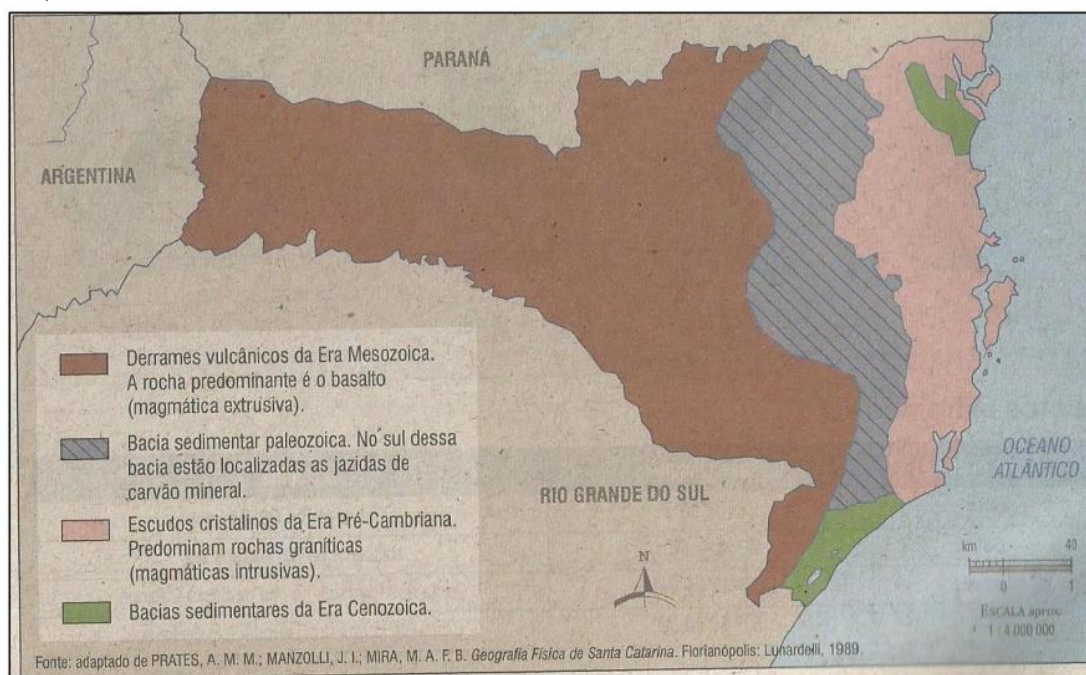 PARANÁ
ARGENTINA
Derrames vulcânicos da Era Mesozoica.
A rocha predominante é o basalto
(magmática extrusiva).
Bacia sedimentar paleozoica. No sul dessa
bacia estão localizadas as jazidas de
carvão mineral.
Escudos cristalinos da Era Pré-Cambriana.
Predominam rochas graníticas
(magmáticas intrusivas).
Bacias sedimentares da Era Cenozoica.
RIO GRANDE DO SUL
N
OCEANO
ATLÂNTICO
km 40
0 1
ESCALA aprox.
1 : 4 000 000
Fonte: adaptado de PRATES, A. M. M.; MANZOLLI, J. I.; MIRA, M. A. F. B. Geografia Física de Santa Catarina. Florianópolis: Lunardelli, 1989.